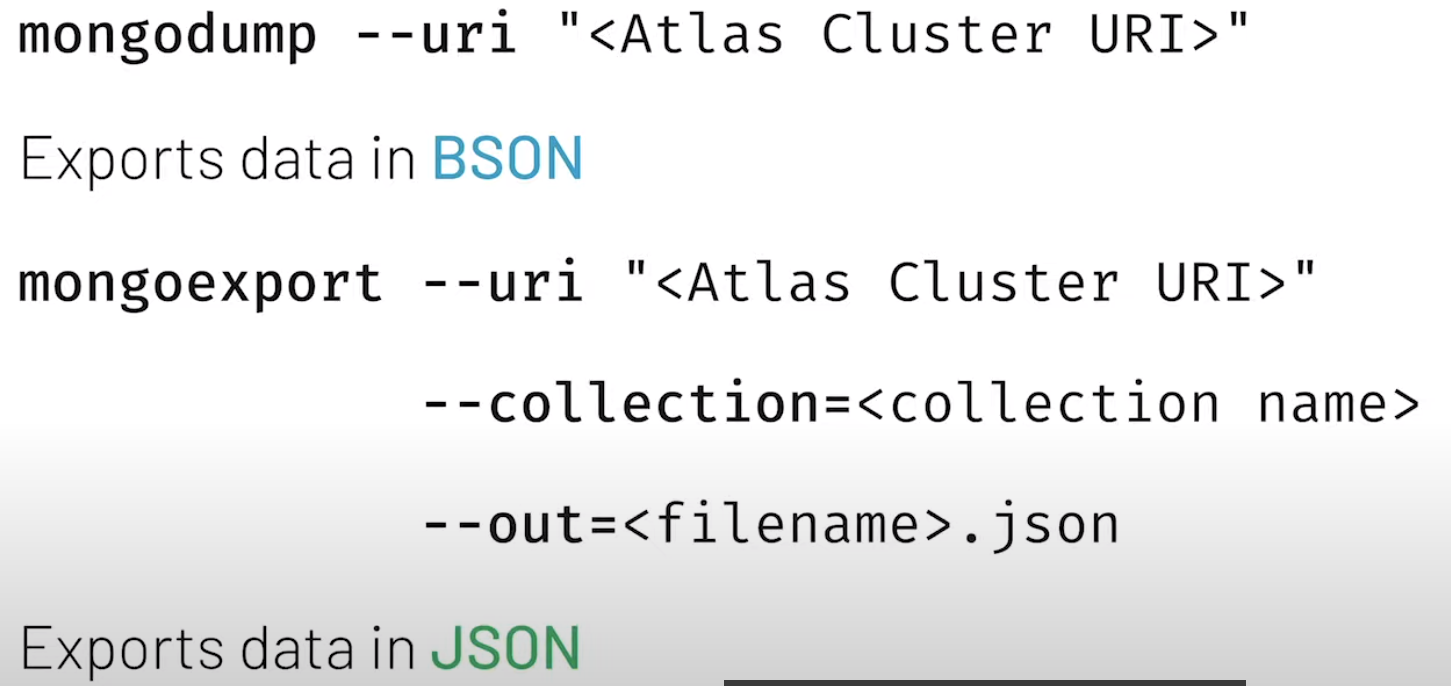 mongodump --uri "<Atlas Cluster URI>"
Exports data in BSON
mongoexport --uri "<Atlas Cluster URI>"
--collection=<collection name>
--out=<filename>.json
Exports data in JSON